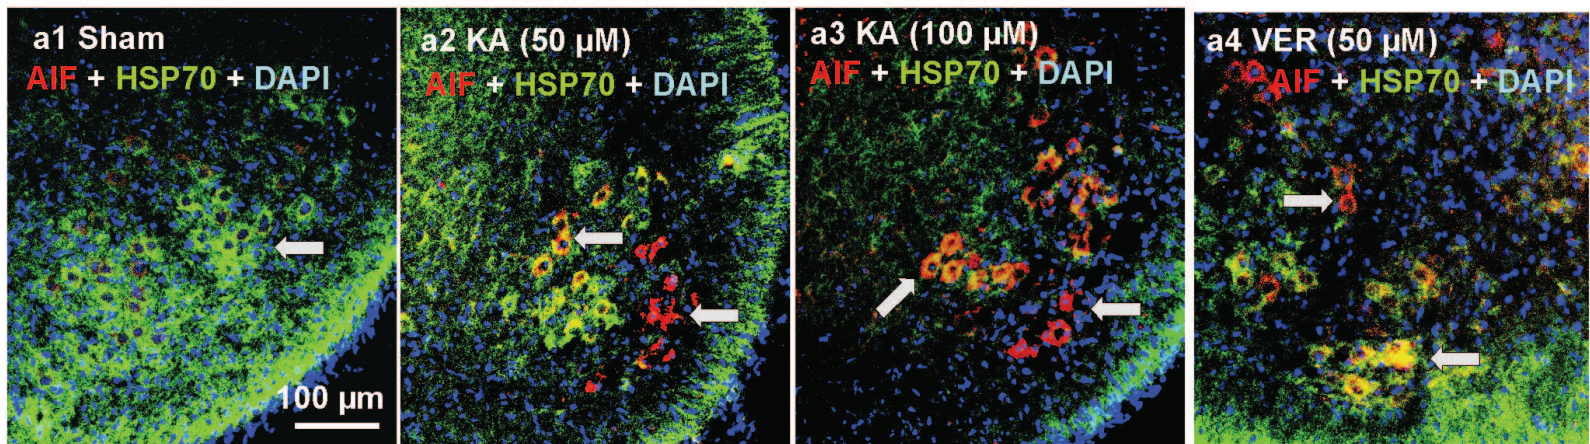 a1 Sham
AIF + HSP70 + DAPI
100 µm
a2 KA (50 µM)
AIF + HSP70 + DAPI
a3 KA (100 µM)
AIF + HSP70 + DAPI
a4 VER (50 µM)
AIF + HSP70 + DAPI